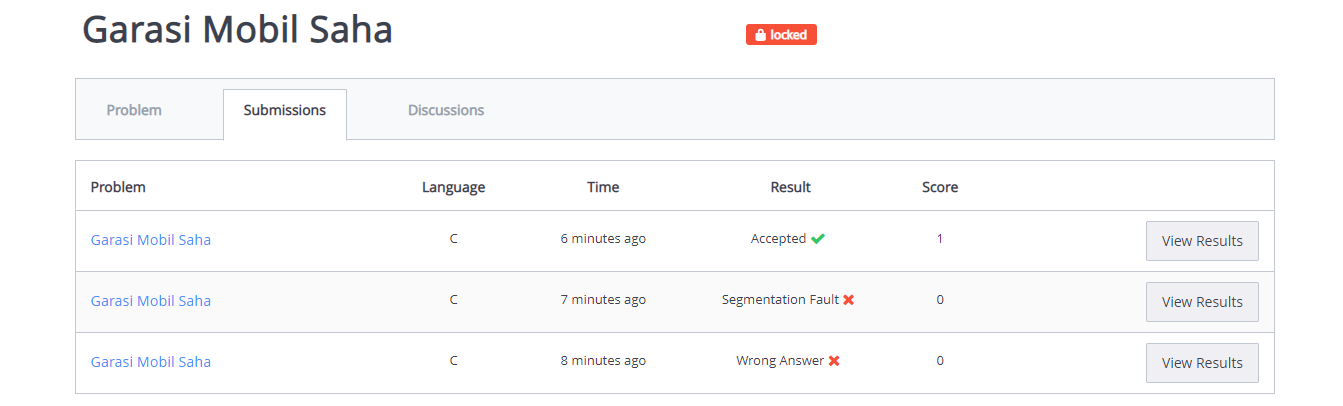 Garasi Mobil Saha
locked
Problem Submissions Discussions
Problem Language Time Result Score
Garasi Mobil Saha C 6 minutes ago Accepted 1 View Results
Garasi Mobil Saha C 7 minutes ago Segmentation Fault 0 View Results
Garasi Mobil Saha C 8 minutes ago Wrong Answer 0 View Results